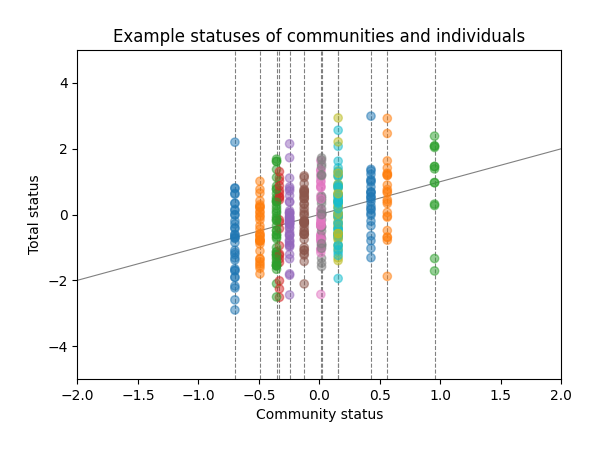 Example statuses of communities and individuals
Total status
4
2
0
−2
−4
−2.0 −1.5 −1.0 −0.5 0.0 0.5 1.0 1.5 2.0
Community status